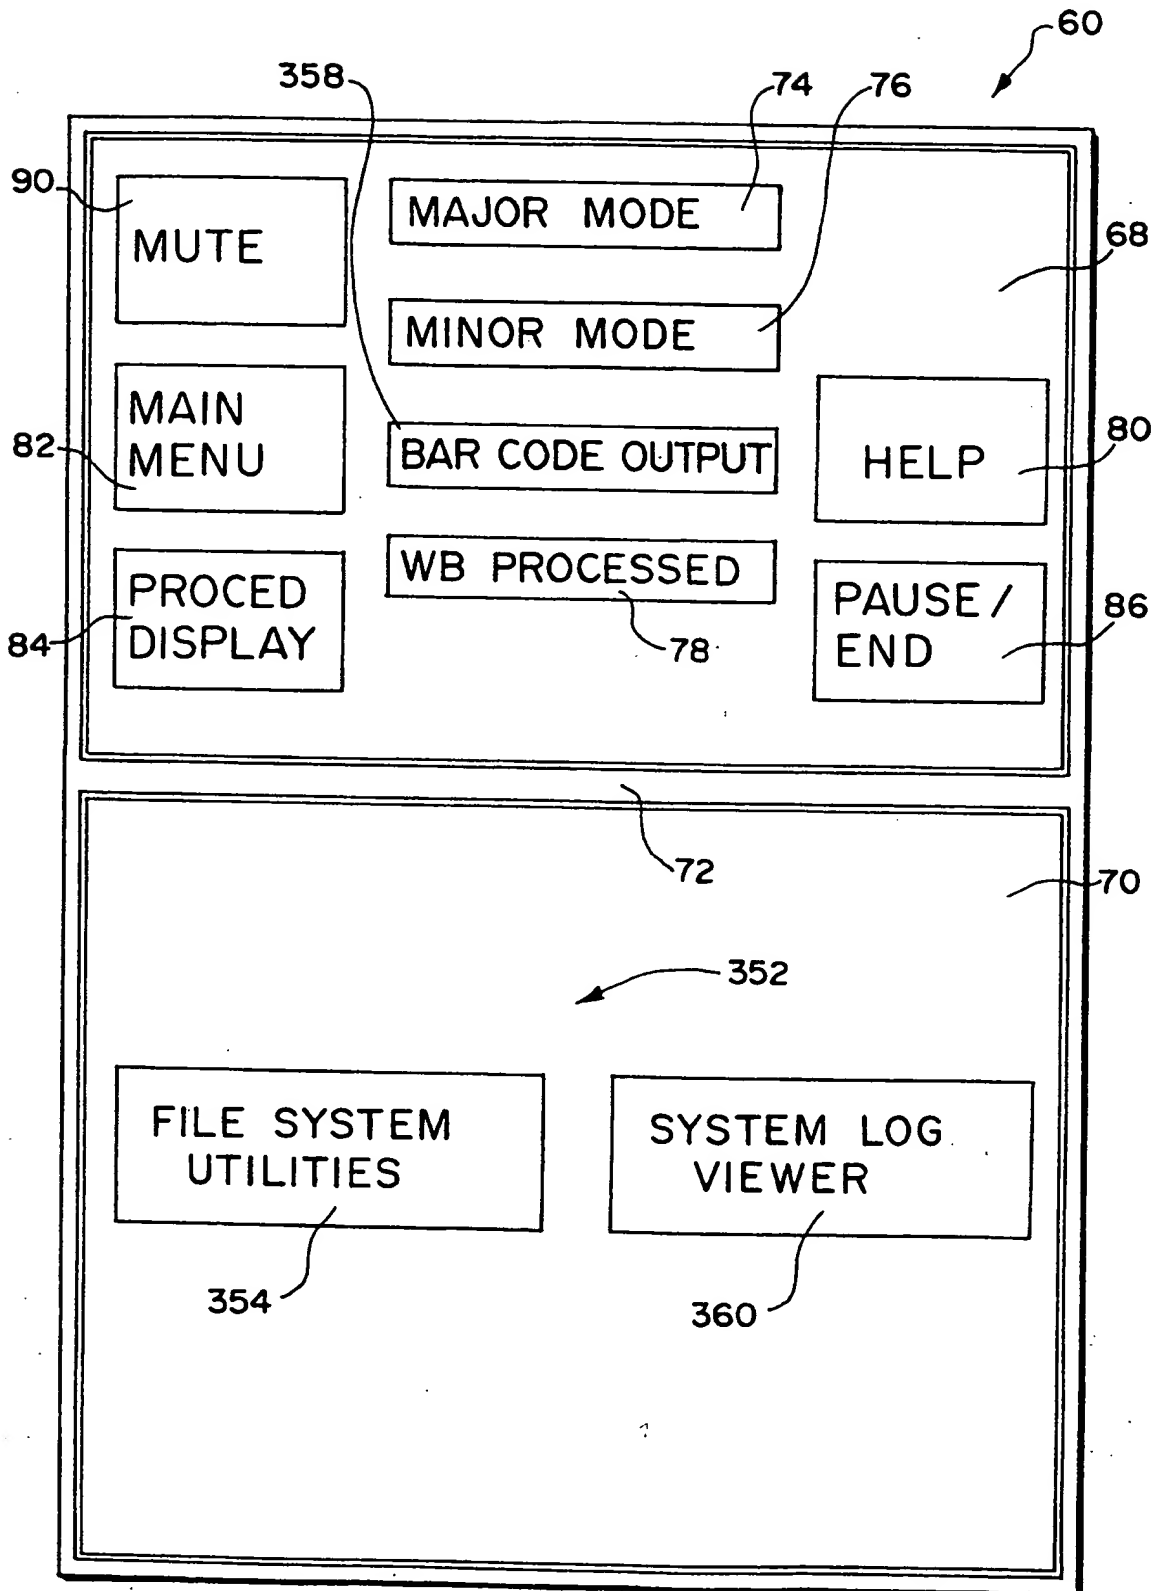 60
358
74
76
90
MUTE
MAJOR MODE
68
MINOR MODE
MAIN
MENU
82
BAR CODE OUTPUT
HELP
80
PROCED
DISPLAY
84
WB PROCESSED
78
PAUSE /
END
86
72
70
352
FILE SYSTEM
UTILITIES
SYSTEM LOG
VIEWER
354
360